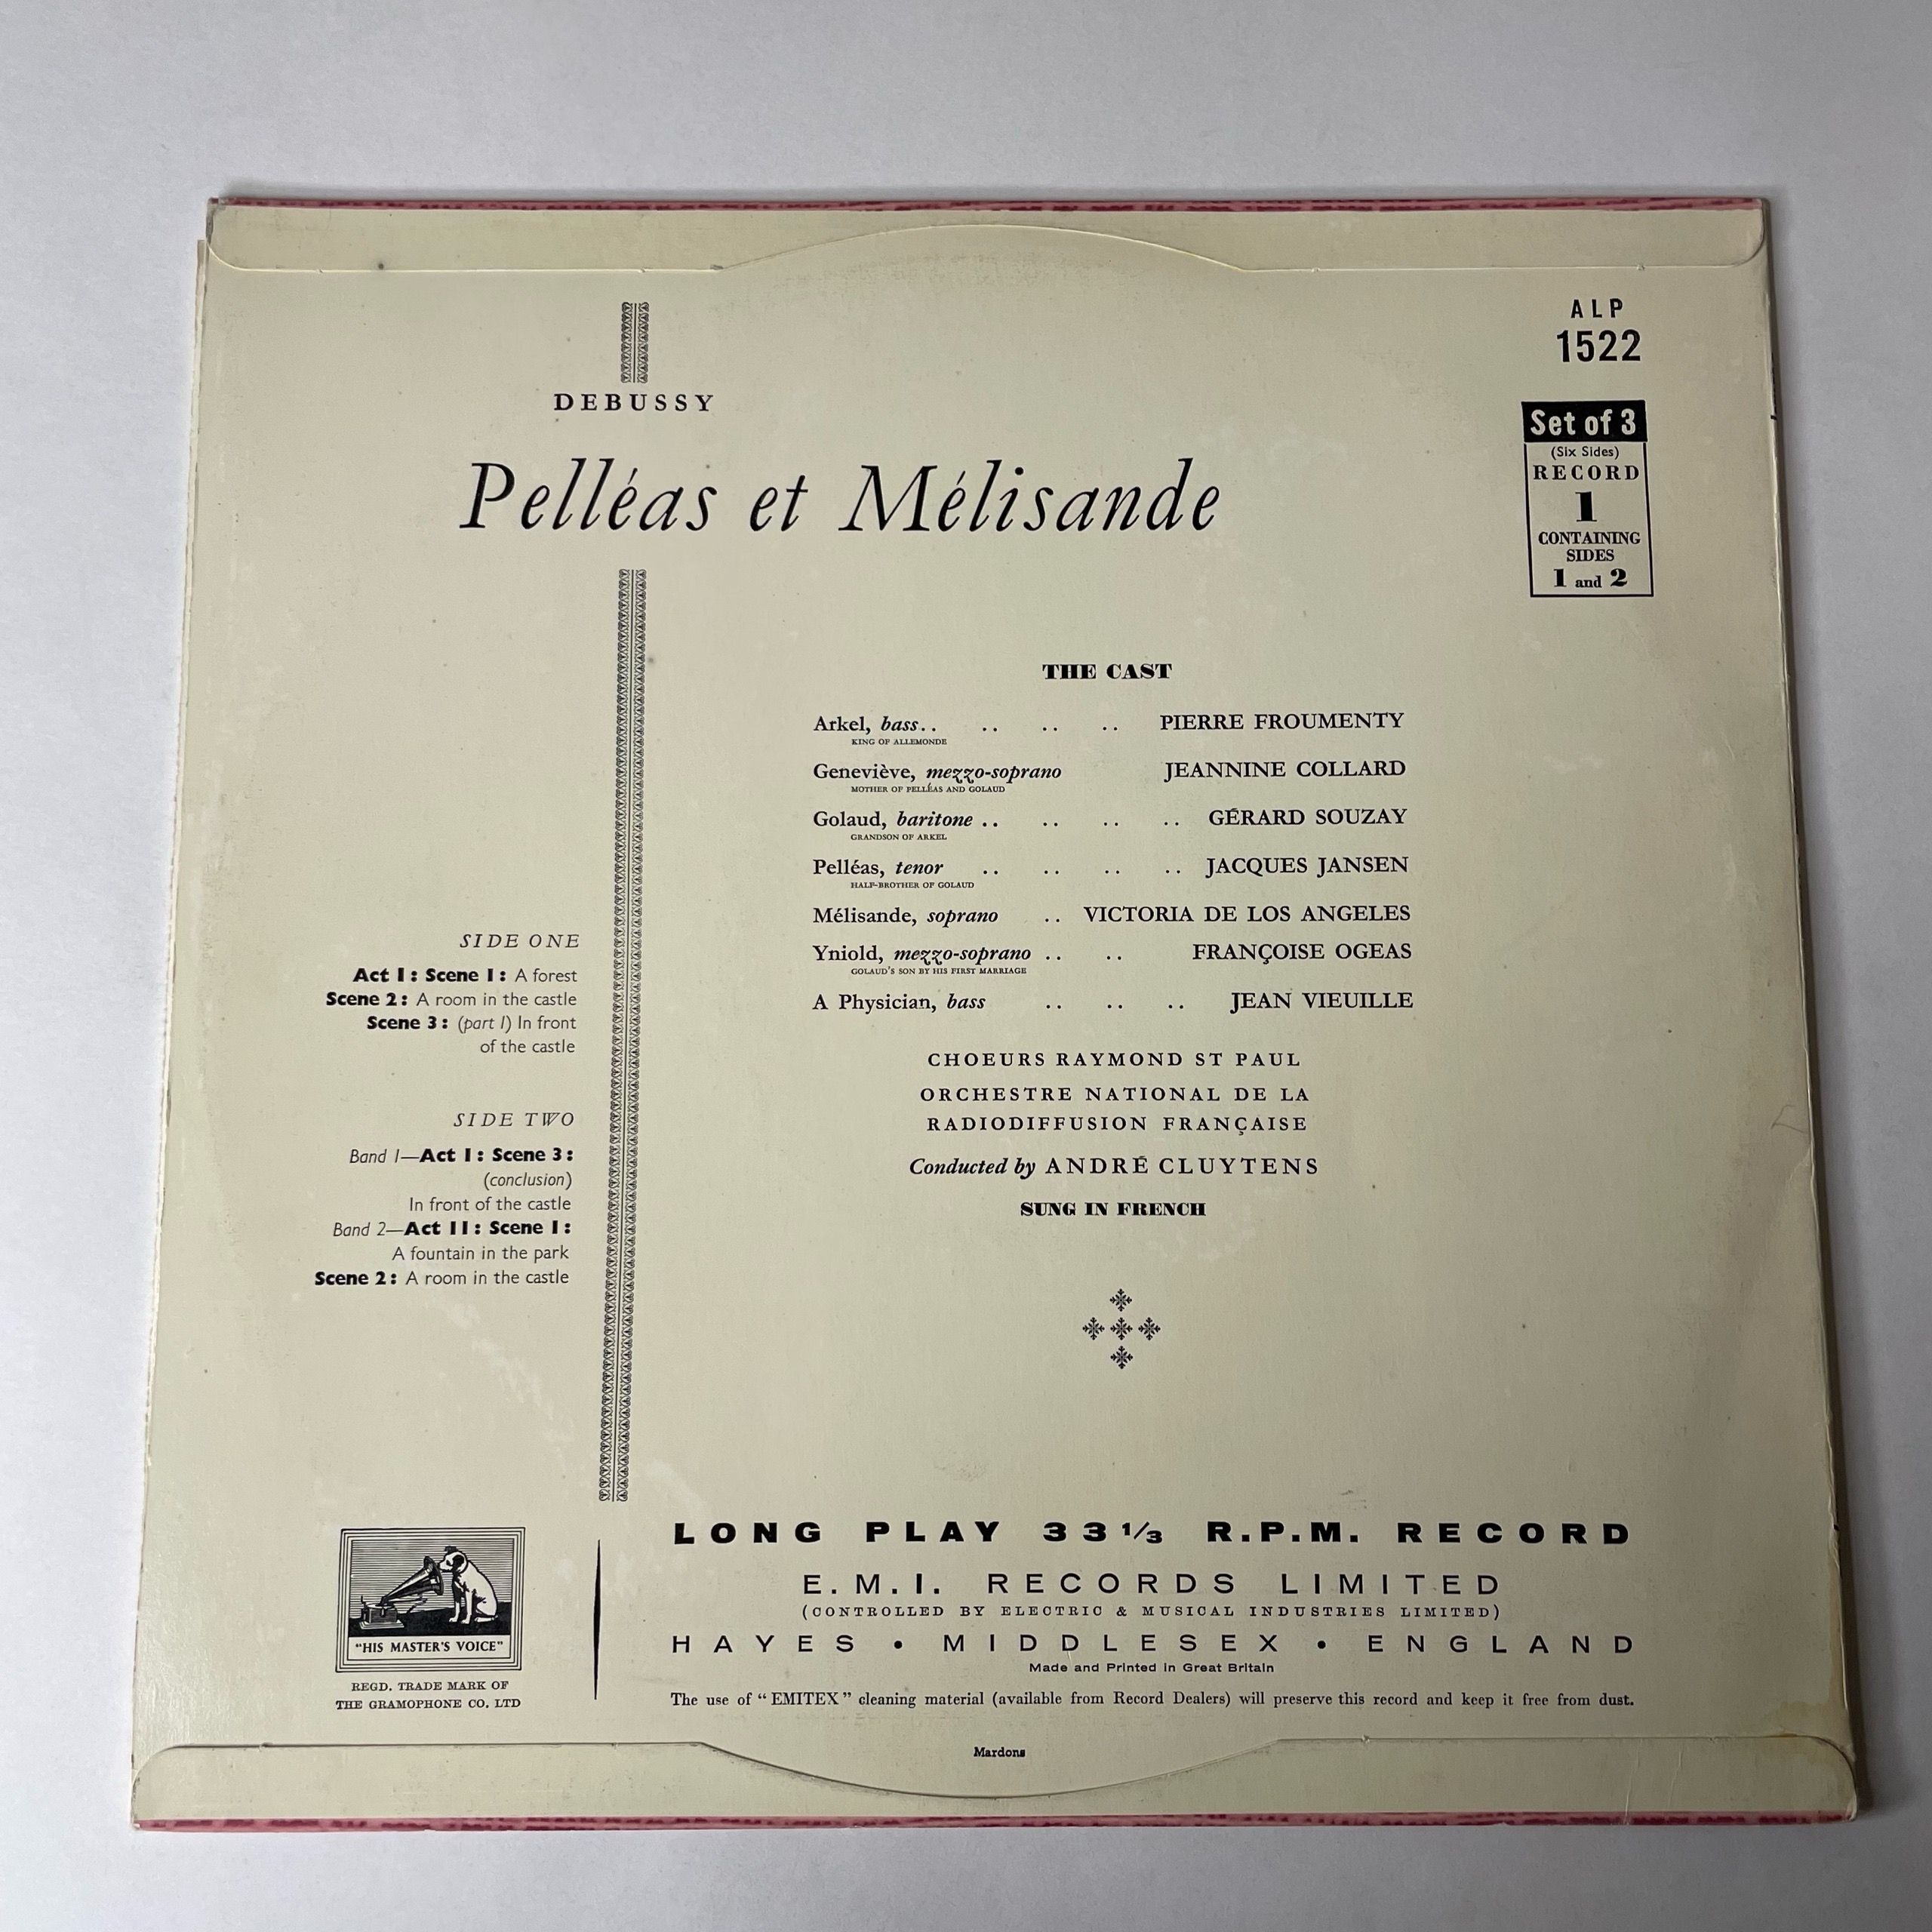 ALP
1522
DEBUSSY
Pelléas et Mélisande
Set of 3
(Six Sides)
RECORD
1
CONTAINING
SIDES
1 and 2
THE CAST
Arkel, bass.. .. .. .. PIERRE FROUMENTY
KING OF ALLEMONDE
Geneviève, mezzo-soprano JEANNINE COLLARD
MOTHER OF PELLÉAS AND GOLAUD
Golaud, baritone .. .. .. .. GÉRARD SOUZAY
GRANDSON OF ARKEL
Pelléas, tenor .. .. .. .. JACQUES JANSEN
HALF-BROTHER OF GOLAUD
Mélisande, soprano .. VICTORIA DE LOS ANGELES
Yniold, mezzo-soprano .. .. FRANÇOISE OGEAS
GOLAUD'S SON BY HIS FIRST MARRIAGE
A Physician, bass .. .. .. JEAN VIEUILLE
CHOEURS RAYMOND ST PAUL
ORCHESTRE NATIONAL DE LA
RADIODIFFUSION FRANÇAISE
Conducted by ANDRÉ CLUYTENS
SUNG IN FRENCH
SIDE ONE
Act I: Scene I: A forest
Scene 2: A room in the castle
Scene 3: (part I) In front
of the castle
SIDE TWO
Band I—Act I: Scene 3:
(conclusion)
In front of the castle
Band 2—Act II: Scene I:
A fountain in the park
Scene 2: A room in the castle
"HIS MASTER'S VOICE"
REGD. TRADE MARK OF
THE GRAMOPHONE CO. LTD
LONG PLAY 33 1/3 R.P.M. RECORD
E.M.I. RECORDS LIMITED
(CONTROLLED BY ELECTRIC & MUSICAL INDUSTRIES LIMITED)
HAYES • MIDDLESEX • ENGLAND
Made and Printed in Great Britain
The use of "EMITEX" cleaning material (available from Record Dealers) will preserve this record and keep it free from dust.
Mardons